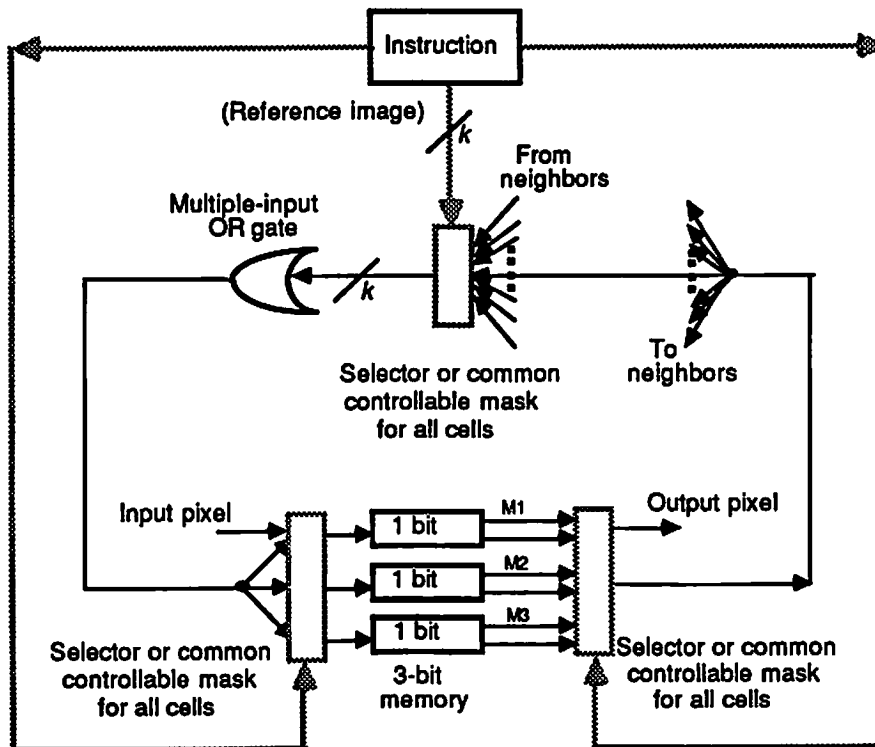 Instruction
(Reference image)
k
From
neighbors
Multiple-input
OR gate
k
To
neighbors
Selector or common
controllable mask
for all cells
Input pixel
1 bit
M1
Output pixel
1 bit
M2
1 bit
M3
Selector or common
controllable mask
for all cells
3-bit
memory
Selector or common
controllable mask
for all cells